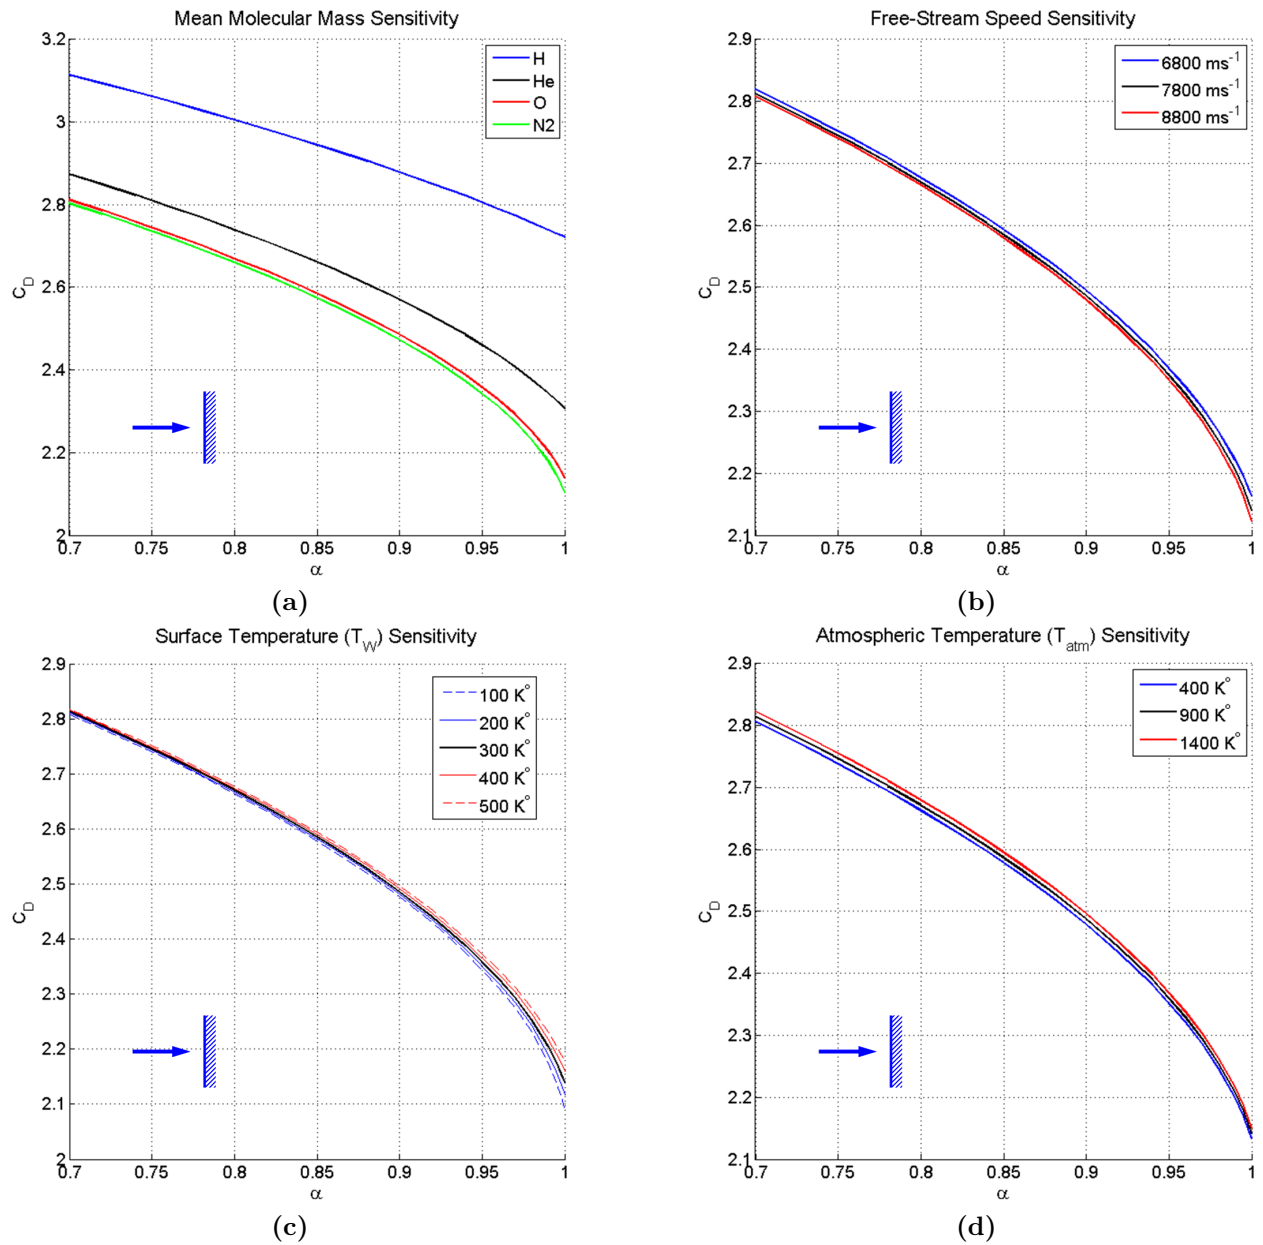 Mean Molecular Mass Sensitivity
3.2
3
2.8
2.6
2.4
2.2
2
C_D
H
He
O
N2
0.7 0.75 0.8 0.85 0.9 0.95 1
α
(a)
Free-Stream Speed Sensitivity
2.9
2.8
2.7
2.6
2.5
2.4
2.3
2.2
2.1
C_D
6800 ms⁻¹
7800 ms⁻¹
8800 ms⁻¹
0.7 0.75 0.8 0.85 0.9 0.95 1
α
(b)
Surface Temperature (T_W) Sensitivity
2.9
2.8
2.7
2.6
2.5
2.4
2.3
2.2
2.1
2
C_D
100 K°
200 K°
300 K°
400 K°
500 K°
0.7 0.75 0.8 0.85 0.9 0.95 1
α
(c)
Atmospheric Temperature (T_atm) Sensitivity
2.9
2.8
2.7
2.6
2.5
2.4
2.3
2.2
2.1
C_D
400 K°
900 K°
1400 K°
0.7 0.75 0.8 0.85 0.9 0.95 1
α
(d)